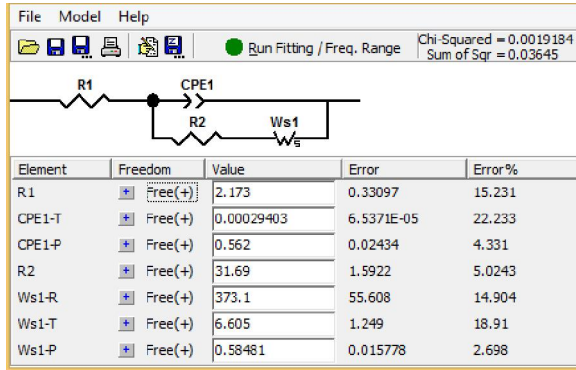 File Model Help
Run Fitting / Freq. Range Chi-Squared = 0.0019184
Sum of Sqr = 0.03645
R1 CPE1
R2 Ws1
Element Freedom Value Error Error%
R1 + Free(+) 2.173 0.33097 15.231
CPE1-T + Free(+) 0.00029403 6.5371E-05 22.233
CPE1-P + Free(+) 0.562 0.02434 4.331
R2 + Free(+) 31.69 1.5922 5.0243
Ws1-R + Free(+) 373.1 55.608 14.904
Ws1-T + Free(+) 6.605 1.249 18.91
Ws1-P + Free(+) 0.58481 0.015778 2.698